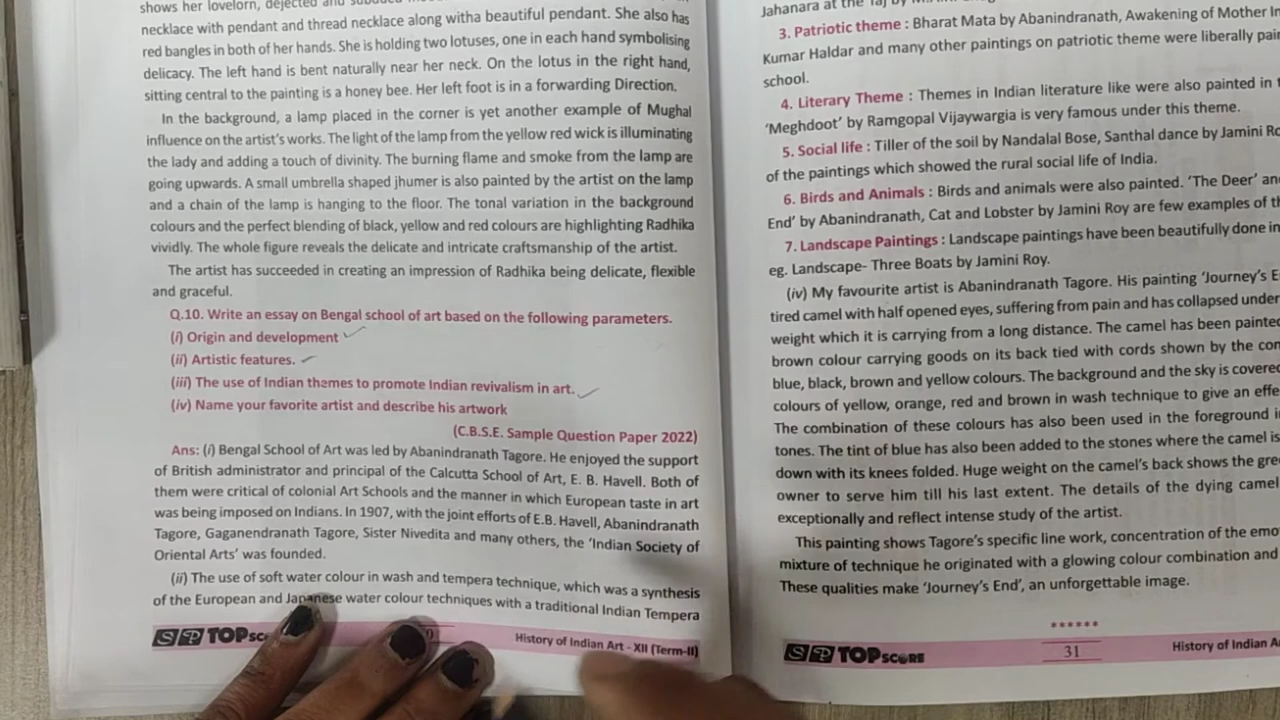 shows her lovelorn, dejected and
necklace with pendant and thread necklace along witha beautiful pendant. She also has
red bangles in both of her hands. She is holding two lotuses, one in each hand symbolising
delicacy. The left hand is bent naturally near her neck. On the lotus in the right hand,
sitting central to the painting is a honey bee. Her left foot is in a forwarding Direction.
In the background, a lamp placed in the corner is yet another example of Mughal
influence on the artist's works. The light of the lamp from the yellow red wick is illuminating
the lady and adding a touch of divinity. The burning flame and smoke from the lamp are
going upwards. A small umbrella shaped jhumer is also painted by the artist on the lamp
and a chain of the lamp is hanging to the floor. The tonal variation in the background
colours and the perfect blending of black, yellow and red colours are highlighting Radhika
vividly. The whole figure reveals the delicate and intricate craftsmanship of the artist.
The artist has succeeded in creating an impression of Radhika being delicate, flexible
and graceful.
Q.10. Write an essay on Bengal school of art based on the following parameters.
(i) Origin and development
(ii) Artistic features.
(iii) The use of Indian themes to promote Indian revivalism in art.
(iv) Name your favorite artist and describe his artwork
(C.B.S.E. Sample Question Paper 2022)
Ans: (i) Bengal School of Art was led by Abanindranath Tagore. He enjoyed the support
of British administrator and principal of the Calcutta School of Art, E. B. Havell. Both of
them were critical of colonial Art Schools and the manner in which European taste in art
was being imposed on Indians. In 1907, with the joint efforts of E.B. Havell, Abanindranath
Tagore, Gaganendranath Tagore, Sister Nivedita and many others, the 'Indian Society of
Oriental Arts' was founded.
(ii) The use of soft water colour in wash and tempera technique, which was a synthesis
of the European and Japanese water colour techniques with a traditional Indian Tempera
SP TOP SC
History of Indian Art - XII (Term-II)
Jahanara at the Taj by
3. Patriotic theme : Bharat Mata by Abanindranath, Awakening of Mother
Kumar Haldar and many other paintings on patriotic theme were liberally
school.
4. Literary Theme : Themes in Indian literature like were also painted in
'Meghdoot' by Ramgopal Vijaywargia is very famous under this theme.
5. Social life : Tiller of the soil by Nandalal Bose, Santhal dance by Jamini
of the paintings which showed the rural social life of India.
6. Birds and Animals : Birds and animals were also painted. 'The Deer'
End' by Abanindranath, Cat and Lobster by Jamini Roy are few examples of
7. Landscape Paintings : Landscape paintings have been beautifully done in
eg. Landscape- Three Boats by Jamini Roy.
(iv) My favourite artist is Abanindranath Tagore. His painting 'Journey's
tired camel with half opened eyes, suffering from pain and has collapsed under
weight which it is carrying from a long distance. The camel has been
brown colour carrying goods on its back tied with cords shown by the
blue, black, brown and yellow colours. The background and the sky is
colours of yellow, orange, red and brown in wash technique to give an
The combination of these colours has also been used in the foreground
tones. The tint of blue has also been added to the stones where the camel
down with its knees folded. Huge weight on the camel's back shows the
owner to serve him till his last extent. The details of the dying camel
exceptionally and reflect intense study of the artist.
This painting shows Tagore's specific line work, concentration of the
mixture of technique he originated with a glowing colour combination and
These qualities make 'Journey's End', an unforgettable image.
******
SP TOP SCORE
31
History of Indian